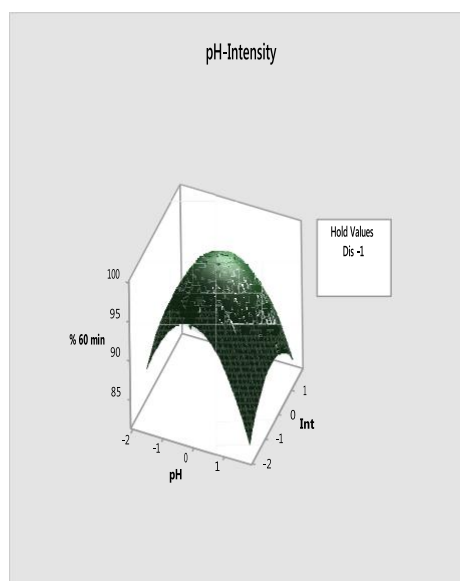 pH-Intensity
Hold Values
Dis -1
100
95
% 60 min
90
85
-2
-1
0
1
pH
1
0
Int
-1
-2